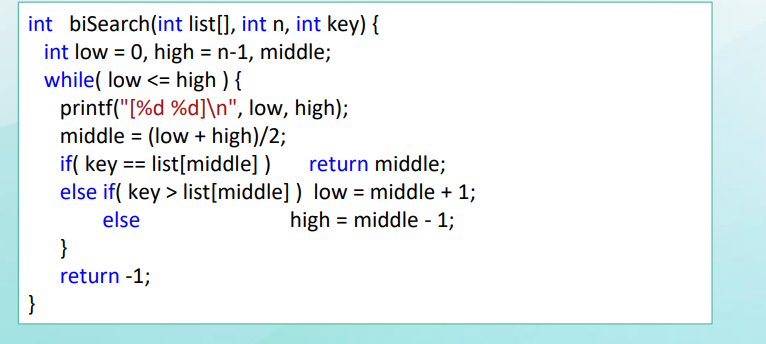 int biSearch(int list[], int n, int key) {
int low = 0, high = n-1, middle;
while( low <= high ) {
printf("[%d %d]\n", low, high);
middle = (low + high)/2;
if( key == list[middle] ) return middle;
else if( key > list[middle] ) low = middle + 1;
else high = middle - 1;
}
return -1;
}